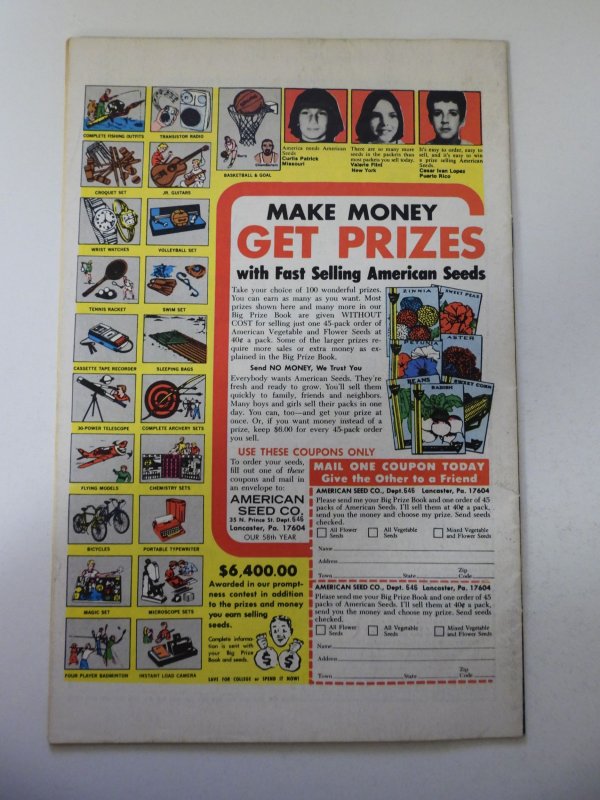 COMPLETE FISHING OUTFITS
TRANSISTOR RADIO
CROQUET SET
JR. GUITARS
WRIST WATCHES
VOLLEYBALL SET
TENNIS RACKET
SWIM SET
CASSETTE TAPE RECORDER
SLEEPING BAGS
30-POWER TELESCOPE
COMPLETE ARCHERY SETS
FLYING MODELS
CHEMISTRY SETS
BICYCLES
PORTABLE TYPEWRITER
MAGIC SET
MICROSCOPE SETS
FOUR PLAYER BADMINTON
INSTANT LOAD CAMERA
BASKETBALL & GOAL
America needs American
Seeds
Curtis Patrick
Missouri
There are so many more
seeds in the packets than
most packets you sell today.
Valerie Flint
New York
It's easy to order, easy to
sell, and it's easy to win
a prize selling American
Seeds.
Cesar Ivan Lopez
Puerto Rico
MAKE MONEY
GET PRIZES
with Fast Selling American Seeds
Take your choice of 100 wonderful prizes.
You can earn as many as you want. Most
prizes shown here and many more in our
Big Prize Book are given WITHOUT
COST for selling just one 45-pack order of
American Vegetable and Flower Seeds at
40¢ a pack. Some of the larger prizes re-
quire more sales or extra money as ex-
plained in the Big Prize Book.
Send NO MONEY, We Trust You
Everybody wants American Seeds. They're
fresh and ready to grow. You'll sell them
quickly to family, friends and neighbors.
Many boys and girls sell their packs in one
day. You can, too—and get your prize at
once. Or, if you want money instead of a
prize, keep $6.00 for every 45-pack order
you sell.
ZINNIA
SWEET PEAS
PETUNIA
ASTER
BEANS
RADISH
SWEET CORN
USE THESE COUPONS ONLY
To order your seeds,
fill out one of these
coupons and mail in
an envelope to:
AMERICAN
SEED CO.
35 N. Prince St. Dept. 646
Lancaster, Pa. 17604
OUR 58th YEAR
$6,400.00
Awarded in our prompt-
ness contest in addition
to the prizes and money
you earn selling
seeds.
Complete informa-
tion is sent with
your Big Prize
Book and seeds.
$ $
SAVE FOR COLLEGE or SPEND IT NOW!
MAIL ONE COUPON TODAY
Give the Other to a Friend
AMERICAN SEED CO., Dept. 646 Lancaster, Pa. 17604
Please send me your Big Prize Book and one order of 45
packs of American Seeds. I'll sell them at 40¢ a pack,
send you the money and choose my prize. Send seeds
checked.
All Flower Seeds
All Vegetable Seeds
Mixed Vegetable and Flowers
Name
Address
Town State Zip Code
AMERICAN SEED CO., Dept. 646 Lancaster, Pa. 17604
Please send me your Big Prize Book and one order of 45
packs of American Seeds. I'll sell them at 40¢ a pack,
send you the money and choose my prize. Send seeds
checked.
All Flower Seeds
All Vegetable Seeds
Mixed Vegetable and Flowers
Name
Address
Town State Zip Code